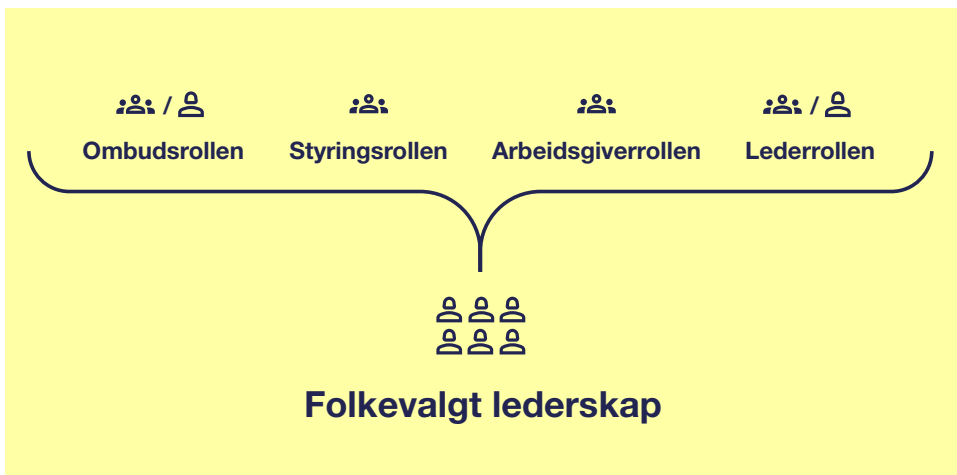 / /
Ombudsrollen Styringsrollen Arbeidsgiverrollen Lederrollen
Folkevalgt lederskap